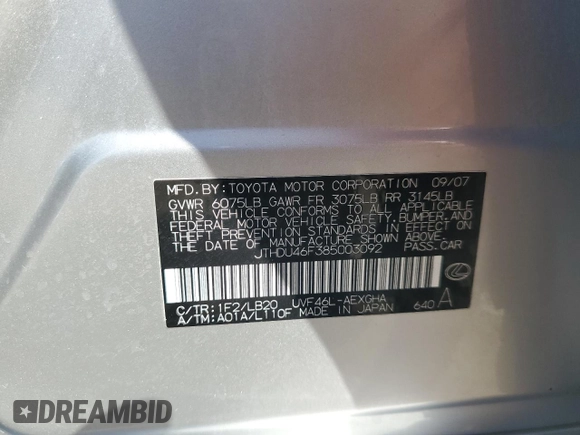 MFD. BY: TOYOTA MOTOR CORPORATION 09/07
GVWR 6075LB GAWR FR 3075LB RR 3145LB
THIS VEHICLE CONFORMS TO ALL APPLICABLE
FEDERAL MOTOR VEHICLE SAFETY, BUMPER, AND
THEFT PREVENTION STANDARDS IN EFFECT ON
THE DATE OF MANUFACTURE SHOWN ABOVE.
JTHDU46F385003092 PASS. CAR
C/TR: 1F2/LB20 UVF46L-AEXGHA
A/TM: A01A/L110F MADE IN JAPAN 640 A
DREAMBID